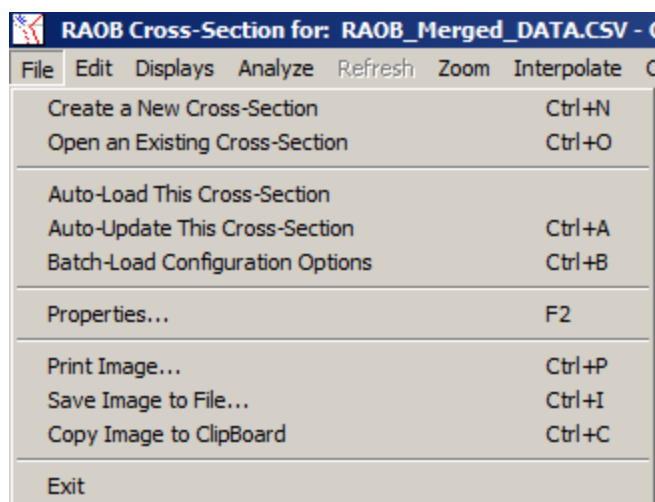 RAOB Cross-Section for: RAOB_Merged_DATA.CSV -
File Edit Displays Analyze Refresh Zoom Interpolate
Create a New Cross-Section Ctrl+N
Open an Existing Cross-Section Ctrl+O
Auto-Load This Cross-Section
Auto-Update This Cross-Section Ctrl+A
Batch-Load Configuration Options Ctrl+B
Properties... F2
Print Image... Ctrl+P
Save Image to File... Ctrl+I
Copy Image to ClipBoard Ctrl+C
Exit